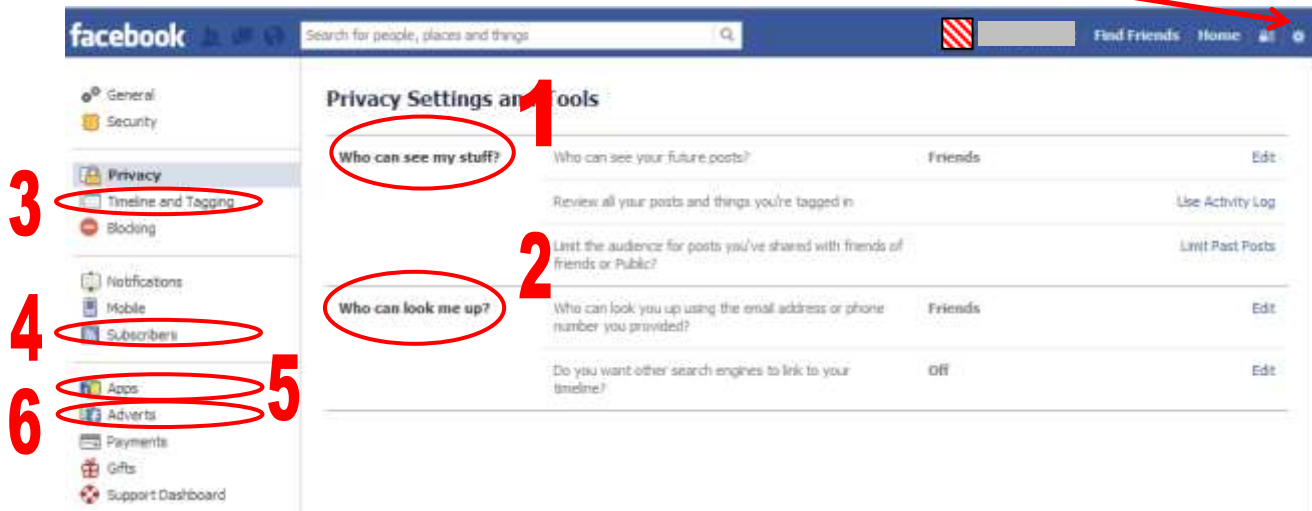 facebook
Search for people, places and things
Find Friends Home
General
Security
Privacy
Timeline and Tagging
Blocking
Notifications
Mobile
Subscribers
Apps
Adverts
Payments
Gifts
Support Dashboard
3
4
5
6
Privacy Settings and Tools
1
Who can see my stuff? Who can see your future posts? Friends Edit
Review all your posts and things you're tagged in Use Activity Log
2
Limit the audience for posts you've shared with friends of Limit Past Posts
friends or Public?
Who can look me up? Who can look you up using the email address or phone Friends Edit
number you provided?
Do you want other search engines to link to your Off Edit
timeline?